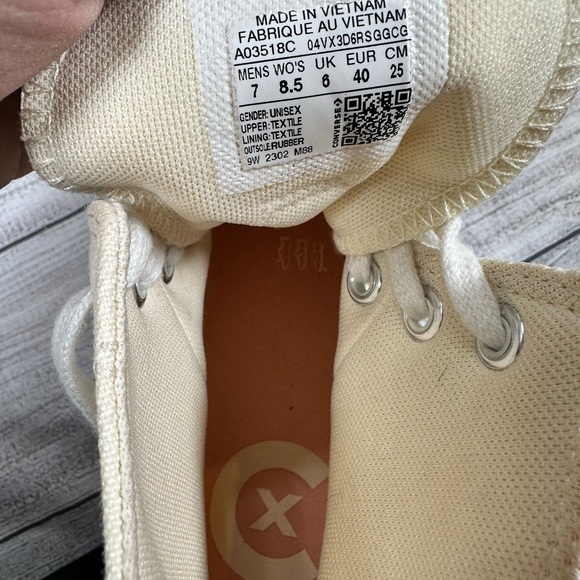 MADE IN VIETNAM
FABRIQUE AU VIETNAM
A03518C 04VX3D6RSGGCG
MENS WO'S UK EUR CM
7 8.5 6 40 25
GENDER: UNISEX
UPPER: TEXTILE
LINING: TEXTILE
OUTSOLE: RUBBER
9W 2302 M88
CONVERSE
X